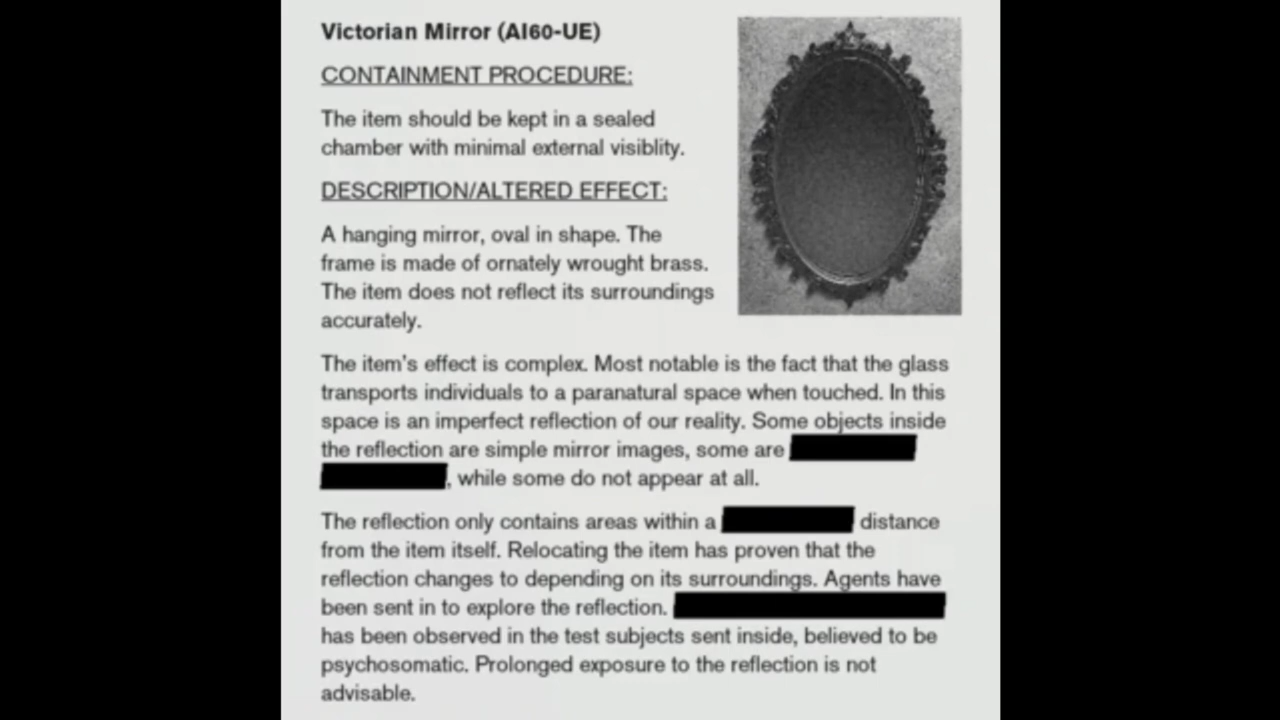 Victorian Mirror (AI60-UE)
CONTAINMENT PROCEDURE:
The item should be kept in a sealed
chamber with minimal external visiblity.
DESCRIPTION/ALTERED EFFECT:
A hanging mirror, oval in shape. The
frame is made of ornately wrought brass.
The item does not reflect its surroundings
accurately.
The item's effect is complex. Most notable is the fact that the glass
transports individuals to a paranatural space when touched. In this
space is an imperfect reflection of our reality. Some objects inside
the reflection are simple mirror images, some are
, while some do not appear at all.
The reflection only contains areas within a distance
from the item itself. Relocating the item has proven that the
reflection changes to depending on its surroundings. Agents have
been sent in to explore the reflection.
has been observed in the test subjects sent inside, believed to be
psychosomatic. Prolonged exposure to the reflection is not
advisable.